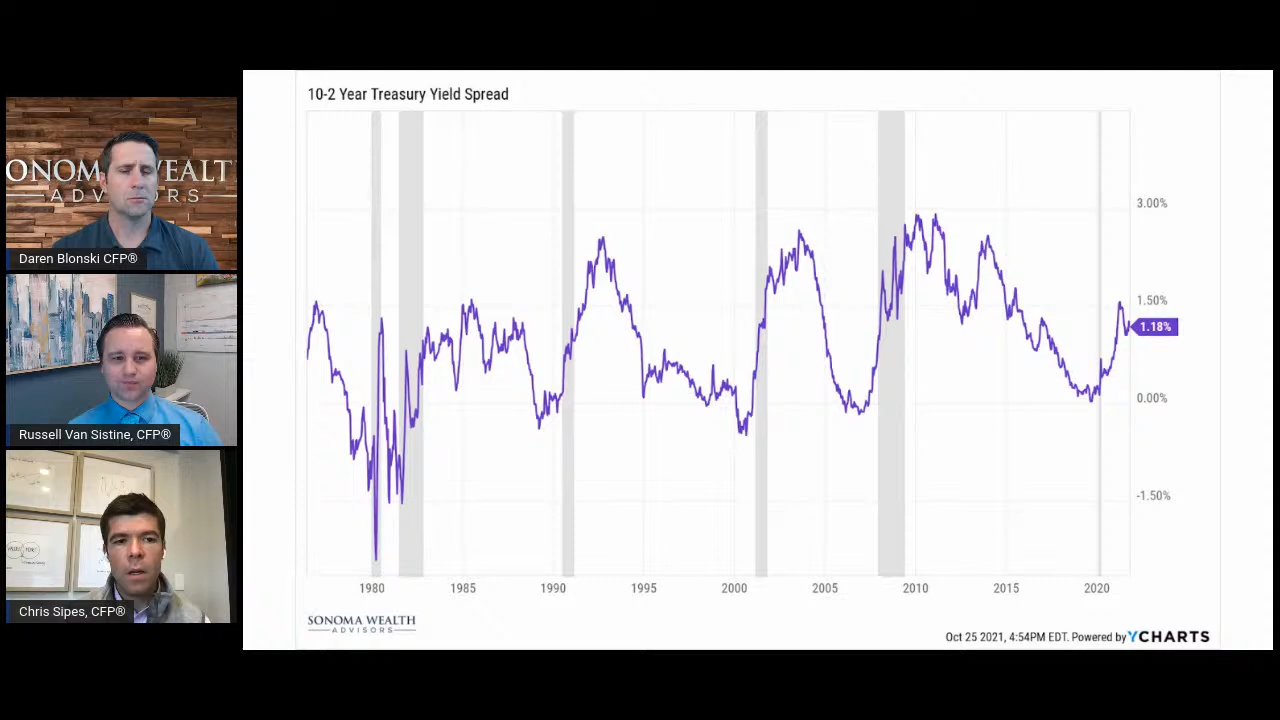 ONOMA WEALT
ADVISORS
Daren Blonski CFP®
Russell Van Sistine, CFP®
Chris Sipes, CFP®
10-2 Year Treasury Yield Spread
3.00%
1.50%
1.18%
0.00%
-1.50%
1980 1985 1990 1995 2000 2005 2010 2015 2020
SONOMA WEALTH
ADVISORS
Oct 25 2021, 4:54PM EDT. Powered by YCHARTS